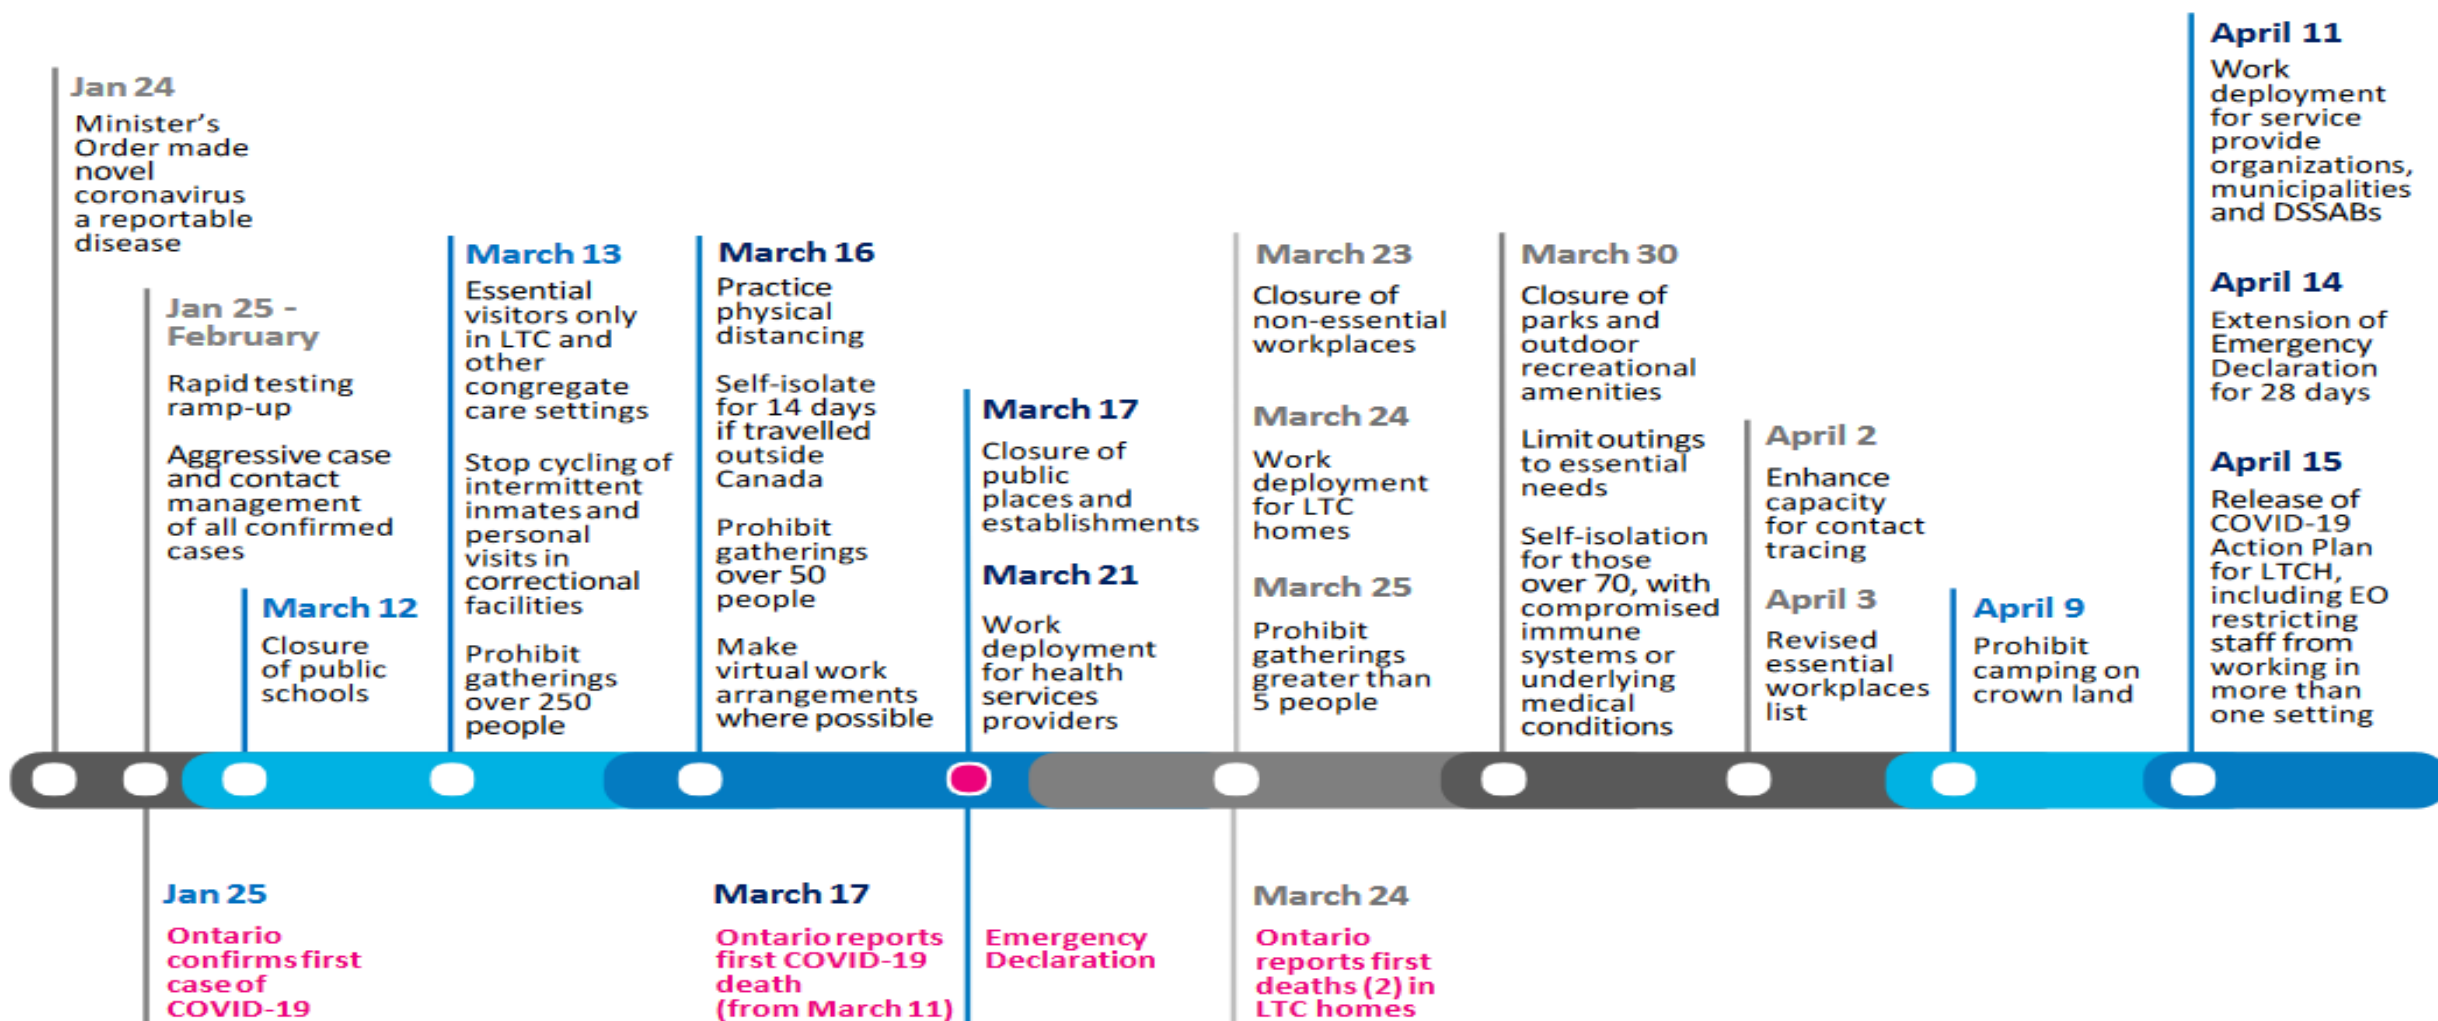 Jan 24
Minister's
Order made
novel
coronavirus
a reportable
disease
Jan 25 -
February
Rapid testing
ramp-up
Aggressive case
and contact
management
of all confirmed
cases
March 12
Closure
of public
schools
March 13
Essential
visitors only
in LTC and
other
congregate
care settings
Stop cycling of
intermittent
inmates and
personal
visits in
correctional
facilities
Prohibit
gatherings
over 250
people
March 16
Practice
physical
distancing
Self-isolate
for 14 days
if travelled
outside
Canada
Prohibit
gatherings
over 50
people
Make
virtual work
arrangements
where possible
March 17
Closure of
public
places and
establishments
March 21
Work
deployment
for health
services
providers
March 23
Closure of
non-essential
workplaces
March 24
Work
deployment
for LTC
homes
March 25
Prohibit
gatherings
greater than
5 people
March 30
Closure of
parks and
outdoor
recreational
amenities
Limit outings
to essential
needs
Self-isolation
for those
over 70, with
compromised
immune
systems or
underlying
medical
conditions
April 2
Enhance
capacity
for contact
tracing
April 3
Revised
essential
workplaces
list
April 9
Prohibit
camping on
crown land
April 11
Work
deployment
for service
provide
organizations,
municipalities
and DSSABs
April 14
Extension of
Emergency
Declaration
for 28 days
April 15
Release of
COVID-19
Action Plan
for LTCH,
including EO
restricting
staff from
working in
more than
one setting
Jan 25
Ontario
confirms first
case of
COVID-19
March 17
Ontario reports
first COVID-19
death
(from March 11)
Emergency
Declaration
March 24
Ontario
reports first
deaths (2) in
LTC homes